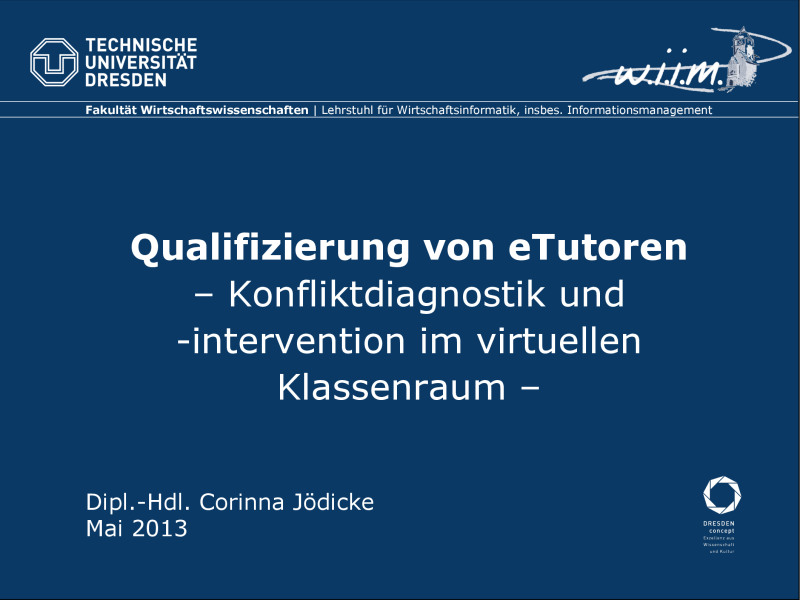 TECHNISCHE
UNIVERSITÄT
DRESDEN
w.i.i.m.
Fakultät Wirtschaftswissenschaften | Lehrstuhl für Wirtschaftsinformatik, insbes. Informationsmanagement
Qualifizierung von eTutoren
– Konfliktdiagnostik und
-intervention im virtuellen
Klassenraum –
Dipl.-Hdl. Corinna Jödicke
Mai 2013
DRESDEN
concept
Exzellenz aus
Wissenschaft
und Kultur